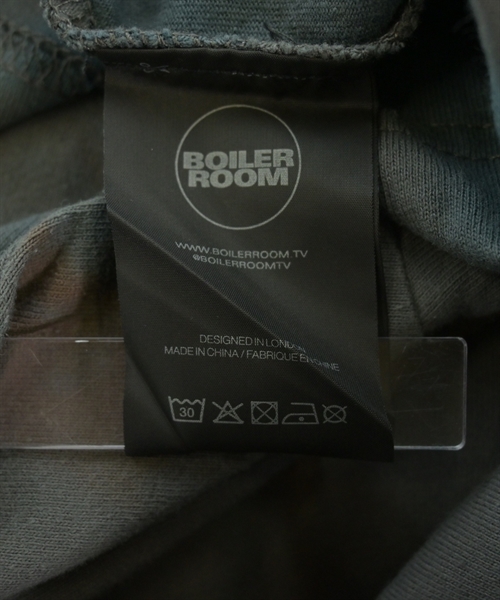 BOILER
ROOM
WWW.BOILERROOM.TV
@BOILERROOMTV
DESIGNED IN LONDON
MADE IN CHINA / FABRIQUE EN CHINE
30